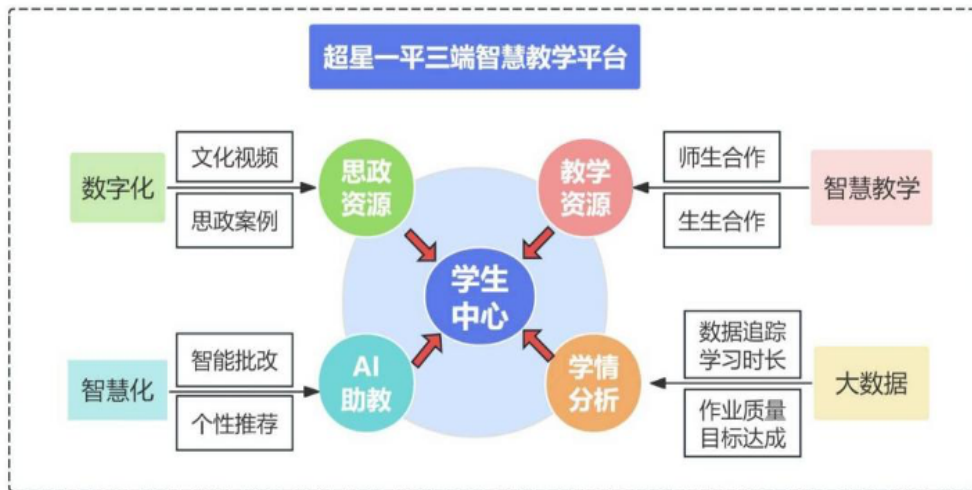 超星一平三端智慧教学平台
数字化
文化视频
思政案例
思政
资源
教学
资源
师生合作
生生合作
智慧教学
学生
中心
智慧化
智能批改
个性推荐
AI
助教
学情
分析
数据追踪
学习时长
作业质量
目标达成
大数据